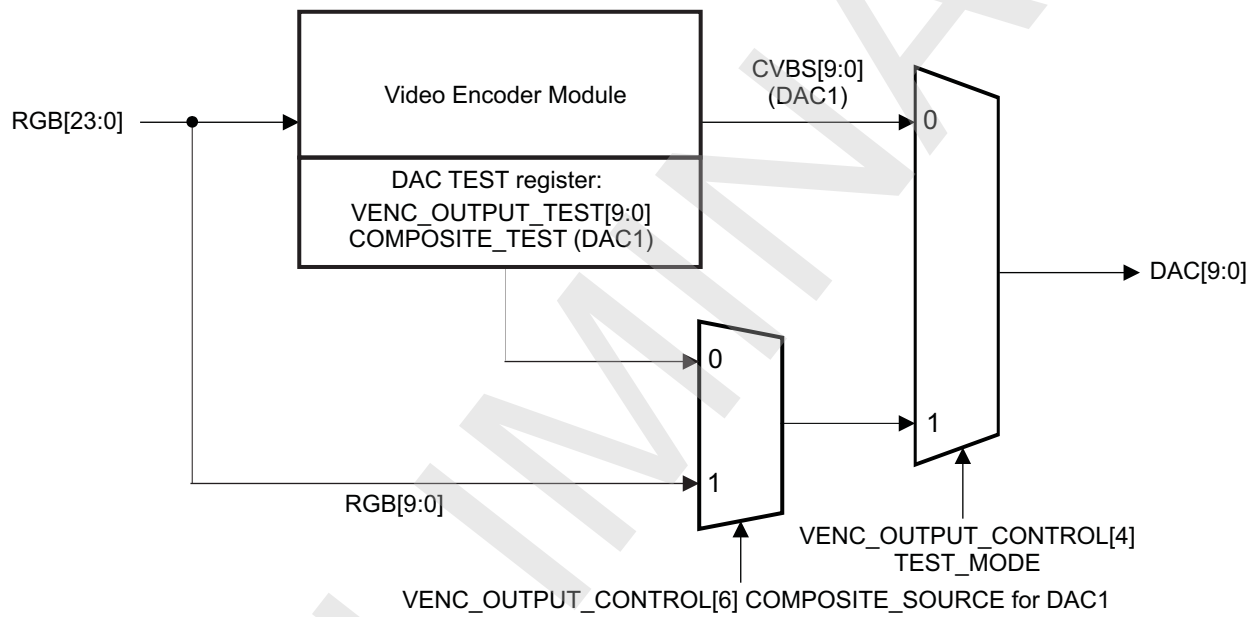 Video Encoder Module
CVBS[9:0]
(DAC1)
RGB[23:0]
0
DAC TEST register:
VENC_OUTPUT_TEST[9:0]
COMPOSITE_TEST (DAC1)
DAC[9:0]
0
1
1
RGB[9:0]
VENC_OUTPUT_CONTROL[4]
TEST_MODE
VENC_OUTPUT_CONTROL[6] COMPOSITE_SOURCE for DAC1